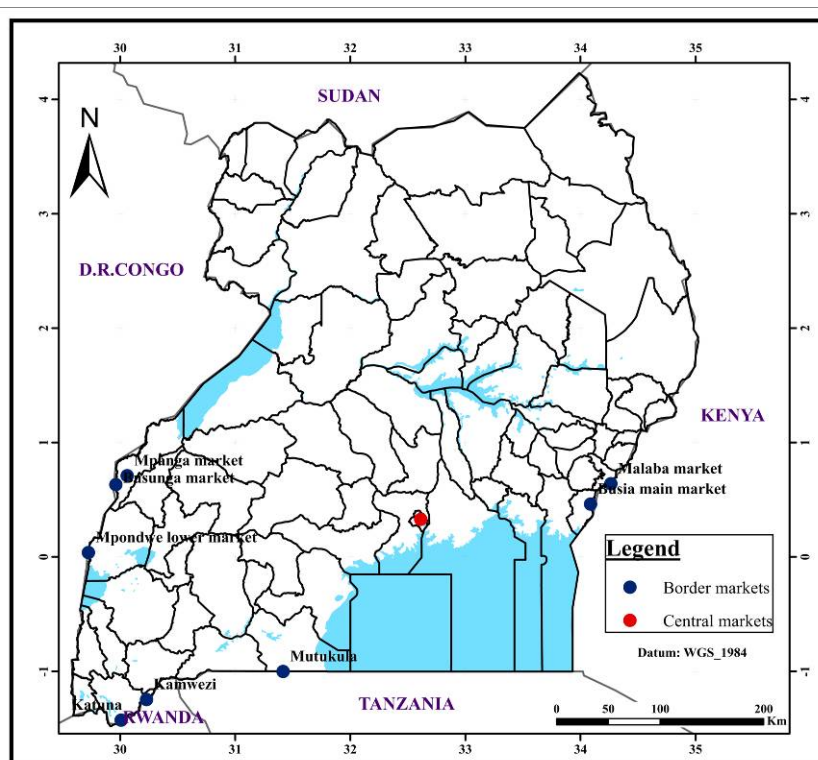 30 31 32 33 34 35
SUDAN
4 4
N
3 3
D.R.CONGO
2 2
KENYA
1 1
Mpanga market
Busunga market
Malaba market
Busia main market
Mpondwe lower market
0 0
Legend
Border markets
Central markets
Datum: WGS_1984
Mutukula
-1 -1
Kamwezi
Katuna
RWANDA
TANZANIA
0 50 100 200
Km
30 31 32 33 34 35